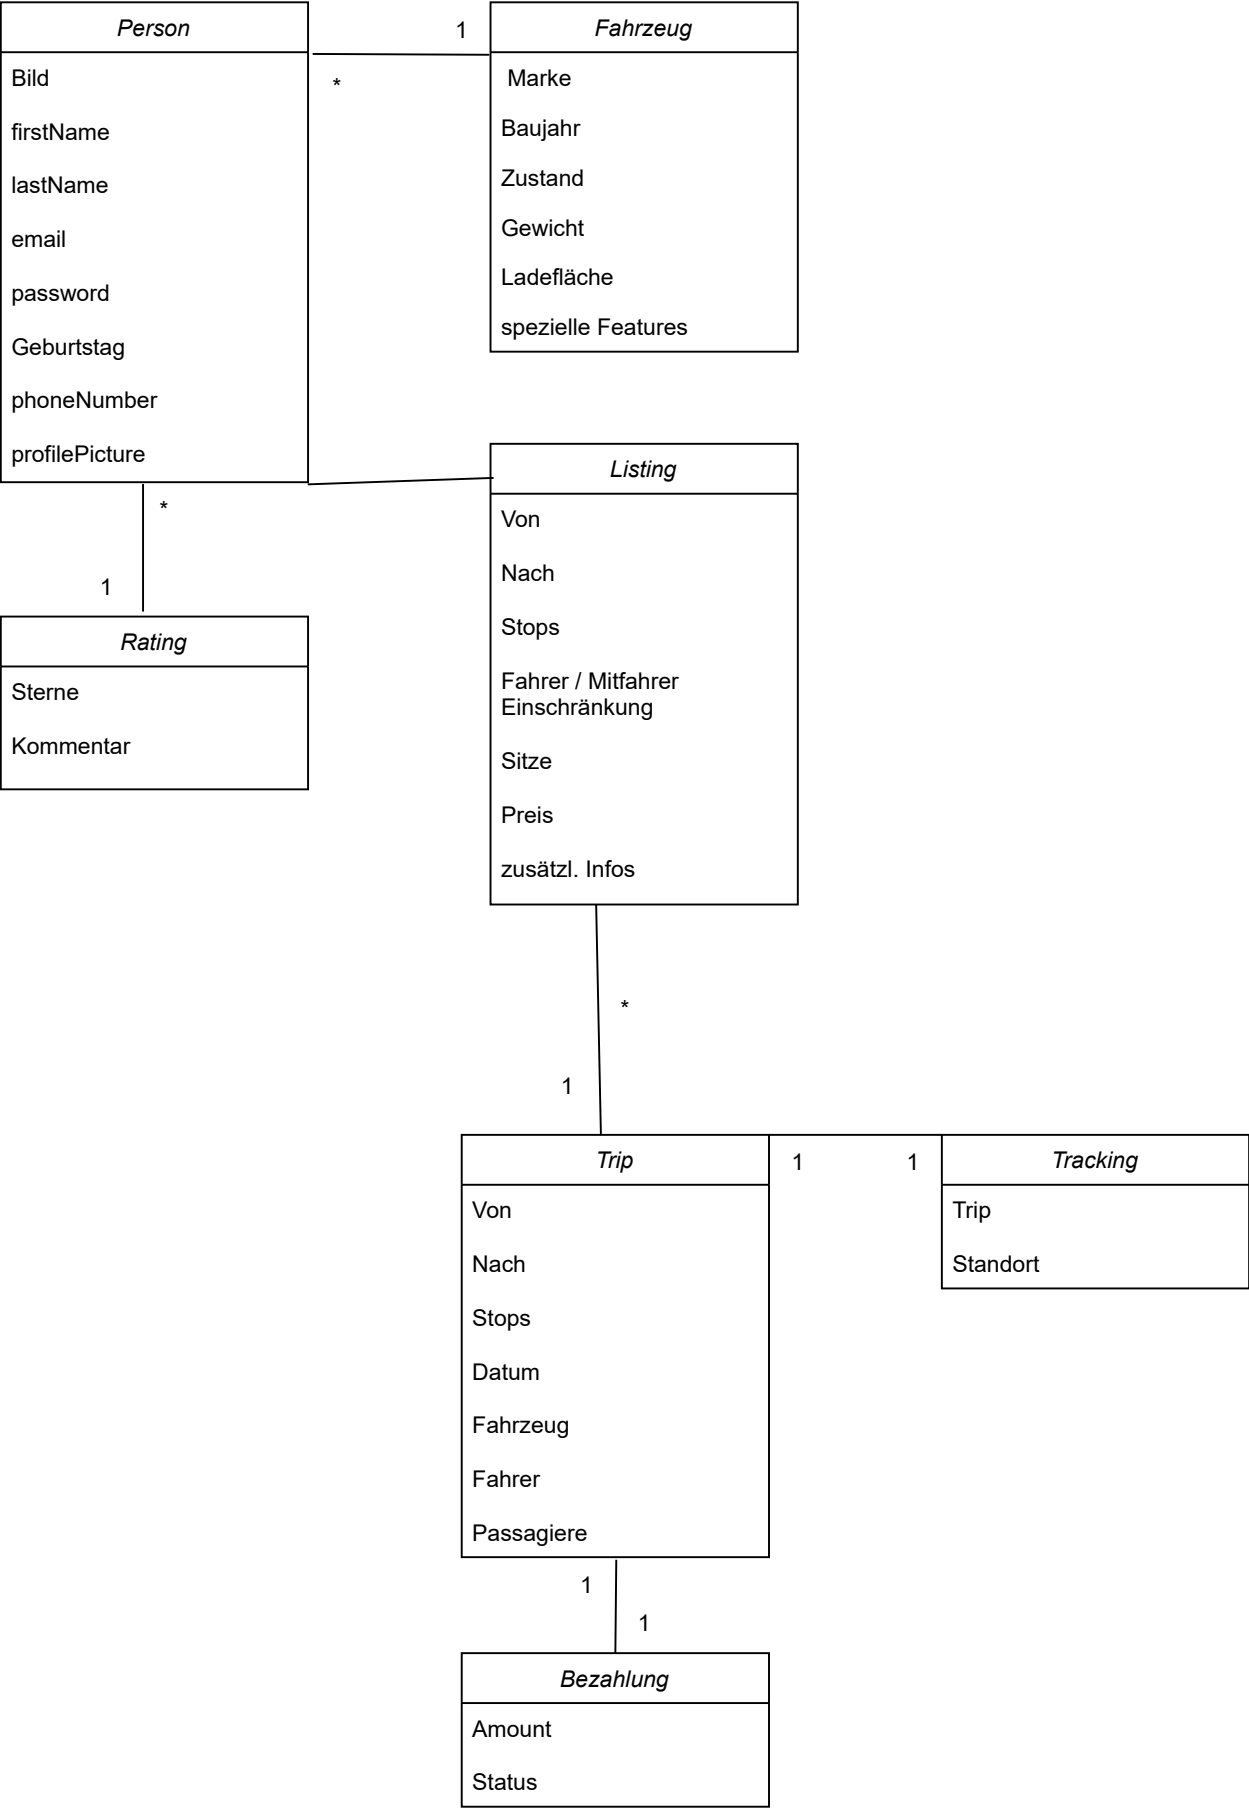 Person
Bild
firstName
lastName
email
password
Geburtstag
phoneNumber
profilePicture
1
*
Fahrzeug
Marke
Baujahr
Zustand
Gewicht
Ladefläche
spezielle Features
*
1
Rating
Sterne
Kommentar
Listing
Von
Nach
Stops
Fahrer / Mitfahrer
Einschränkung
Sitze
Preis
zusätzl. Infos
*
1
Trip
Von
Nach
Stops
Datum
Fahrzeug
Fahrer
Passagiere
1
1
Tracking
Trip
Standort
1
1
Bezahlung
Amount
Status